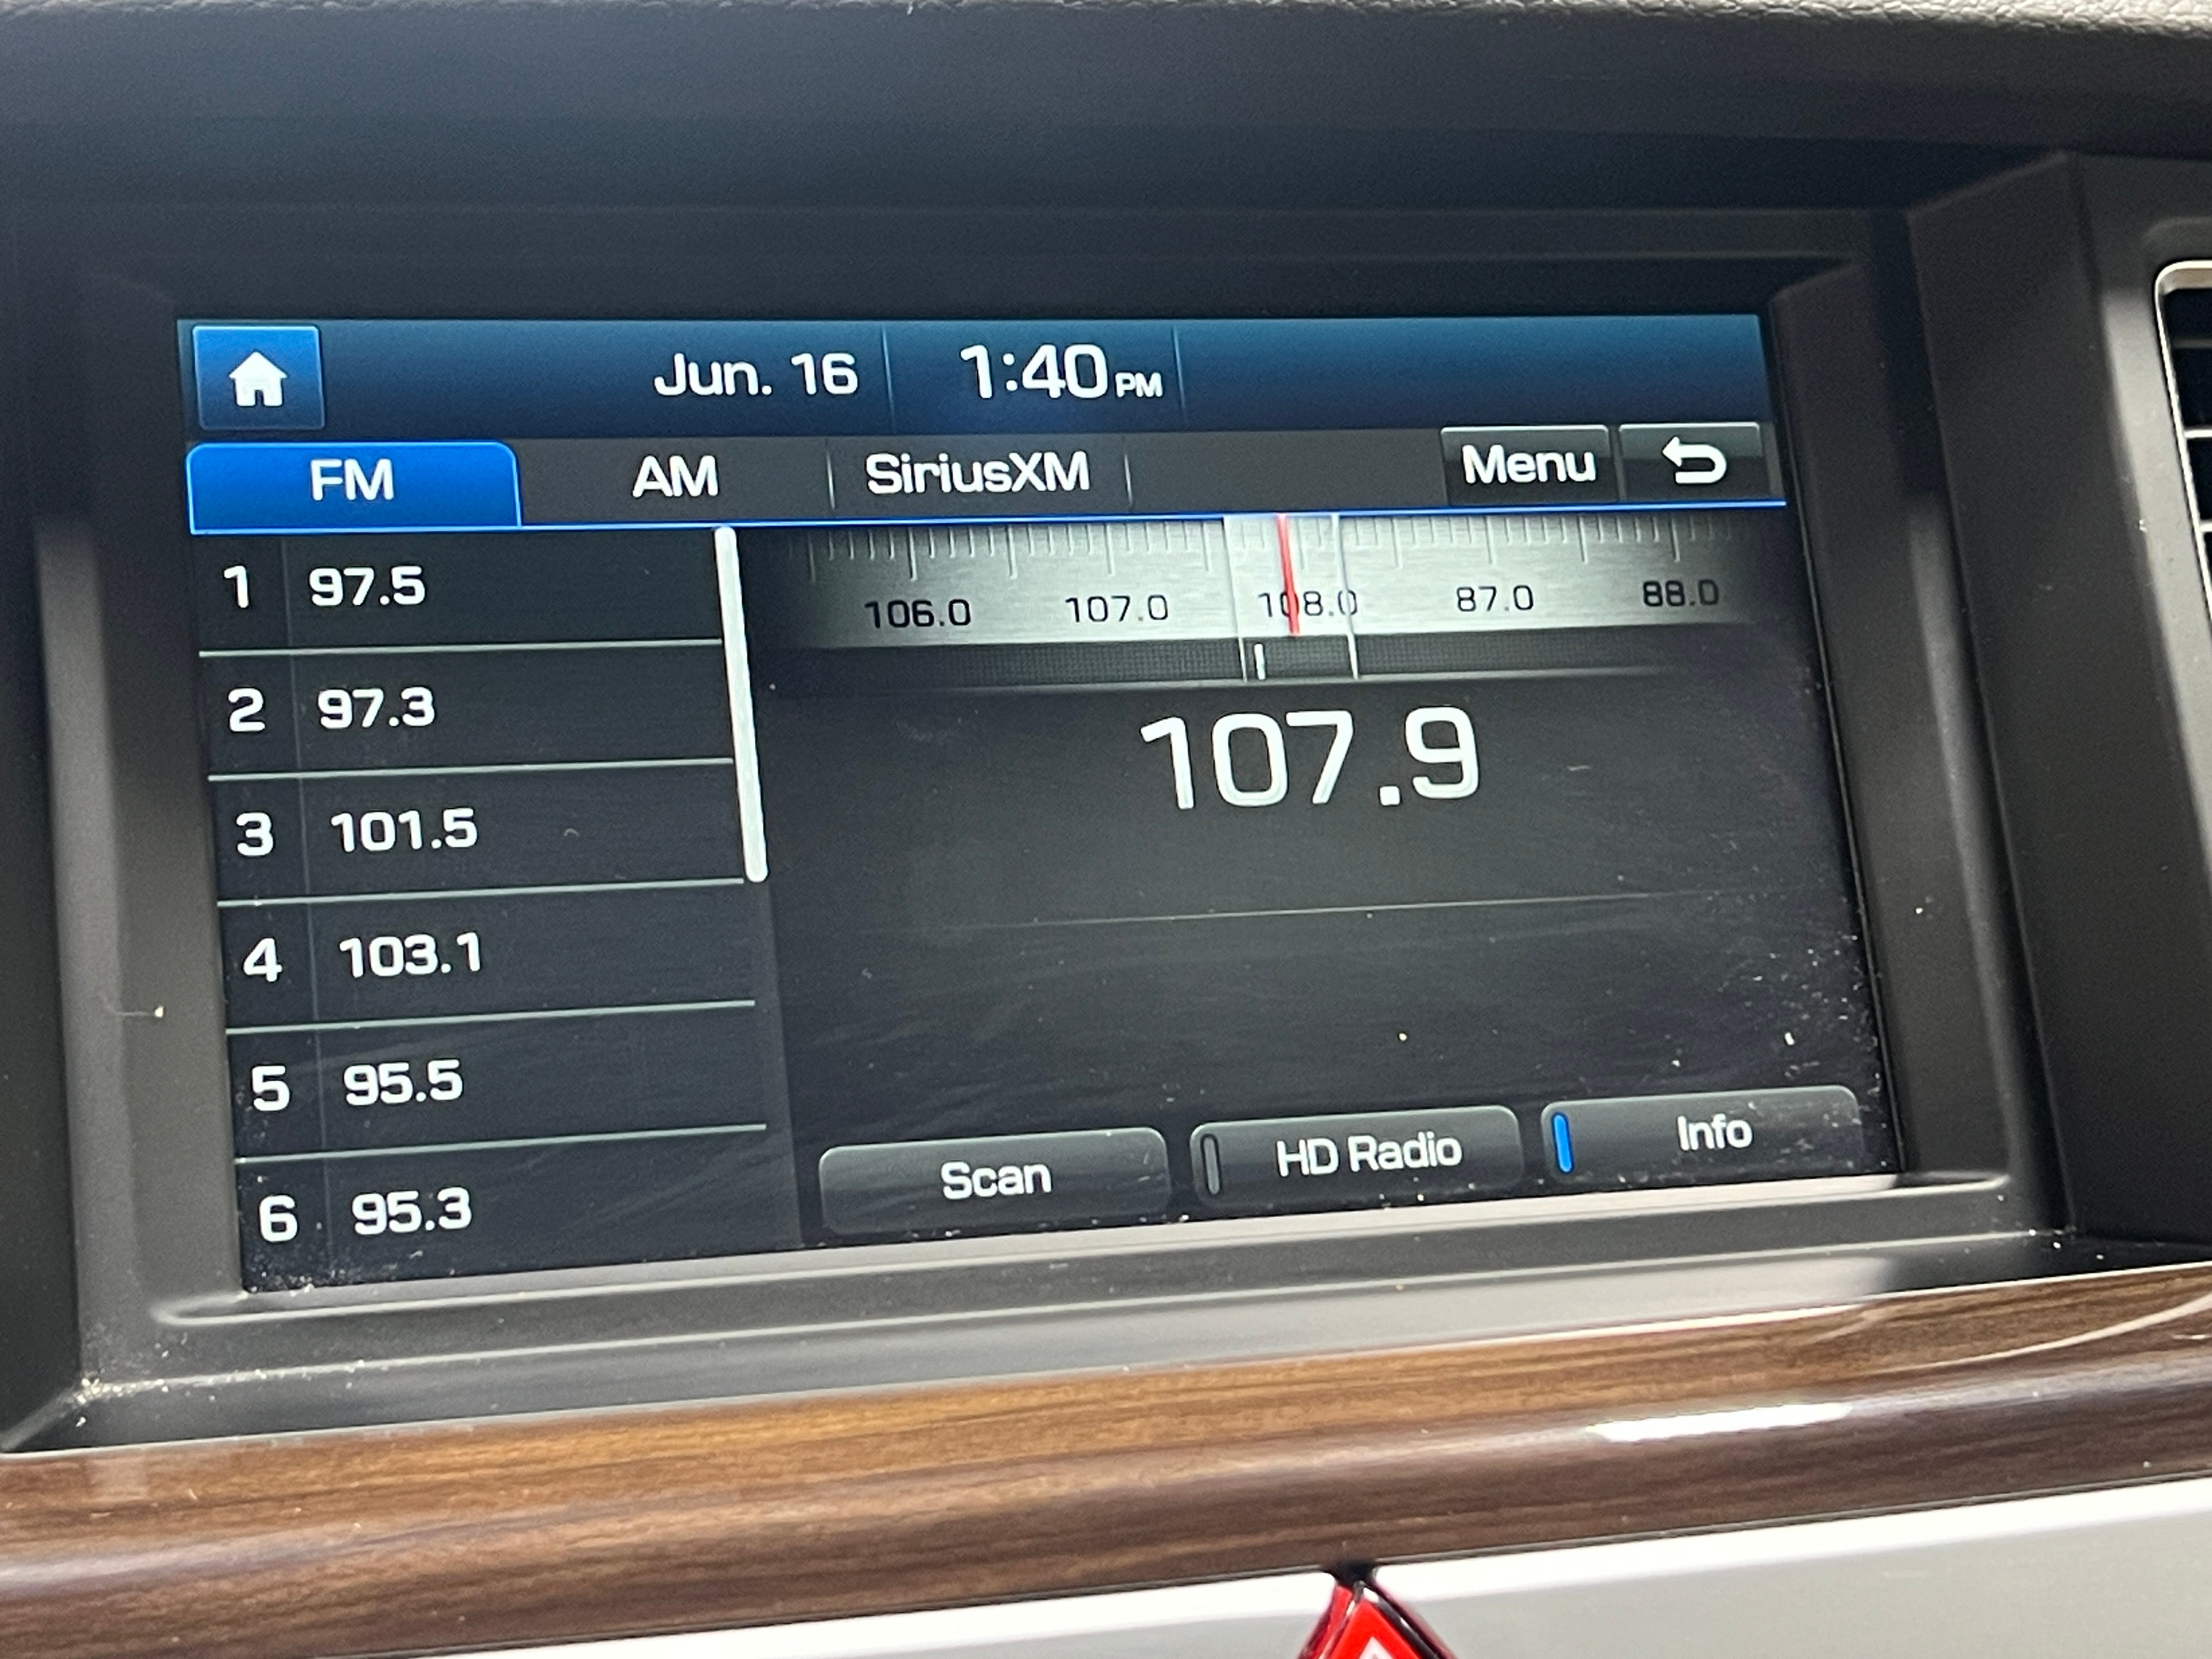 Jun. 16 1:40 PM
FM AM SiriusXM Menu
1 97.5
2 97.3
3 101.5
4 103.1
5 95.5
6 95.3
106.0 107.0 108.0 87.0 88.0
107.9
Scan HD Radio Info